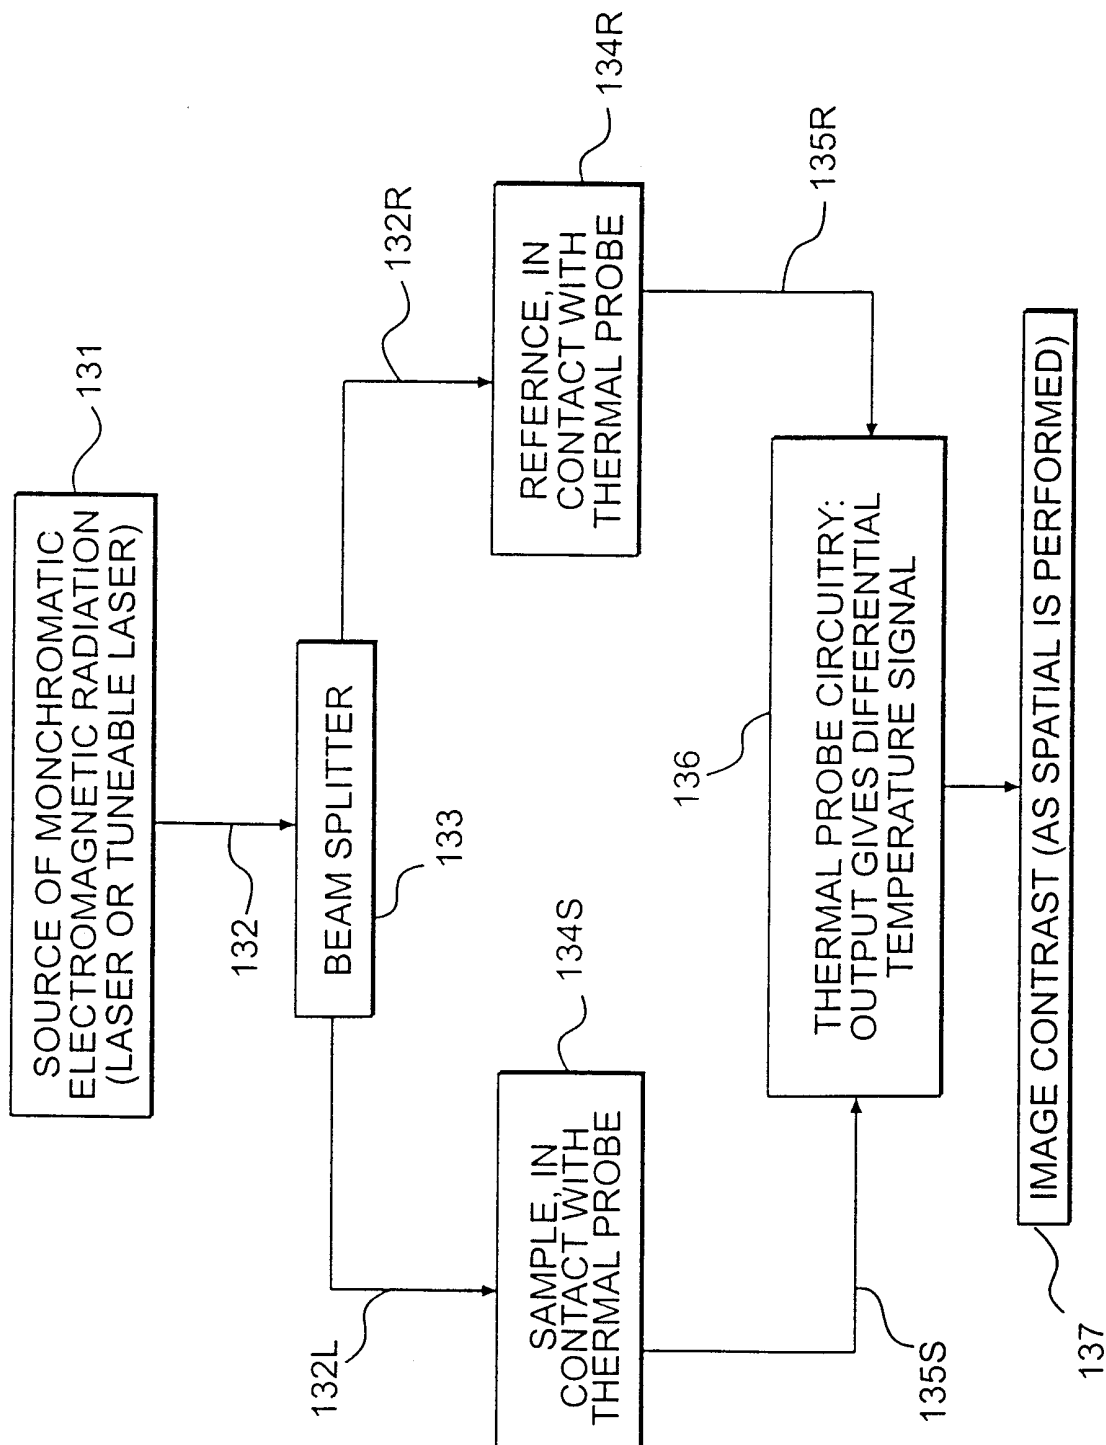 131
SOURCE OF MONCHROMATIC
ELECTROMAGNETIC RADIATION
(LASER OR TUNEABLE LASER)
132
BEAM SPLITTER
133
132L
132R
134S
SAMPLE, IN
CONTACT WITH
THERMAL PROBE
134R
REFERNCE, IN
CONTACT WITH
THERMAL PROBE
135S
135R
136
THERMAL PROBE CIRCUITRY:
OUTPUT GIVES DIFFERENTIAL
TEMPERATURE SIGNAL
137
IMAGE CONTRAST (AS SPATIAL IS PERFORMED)